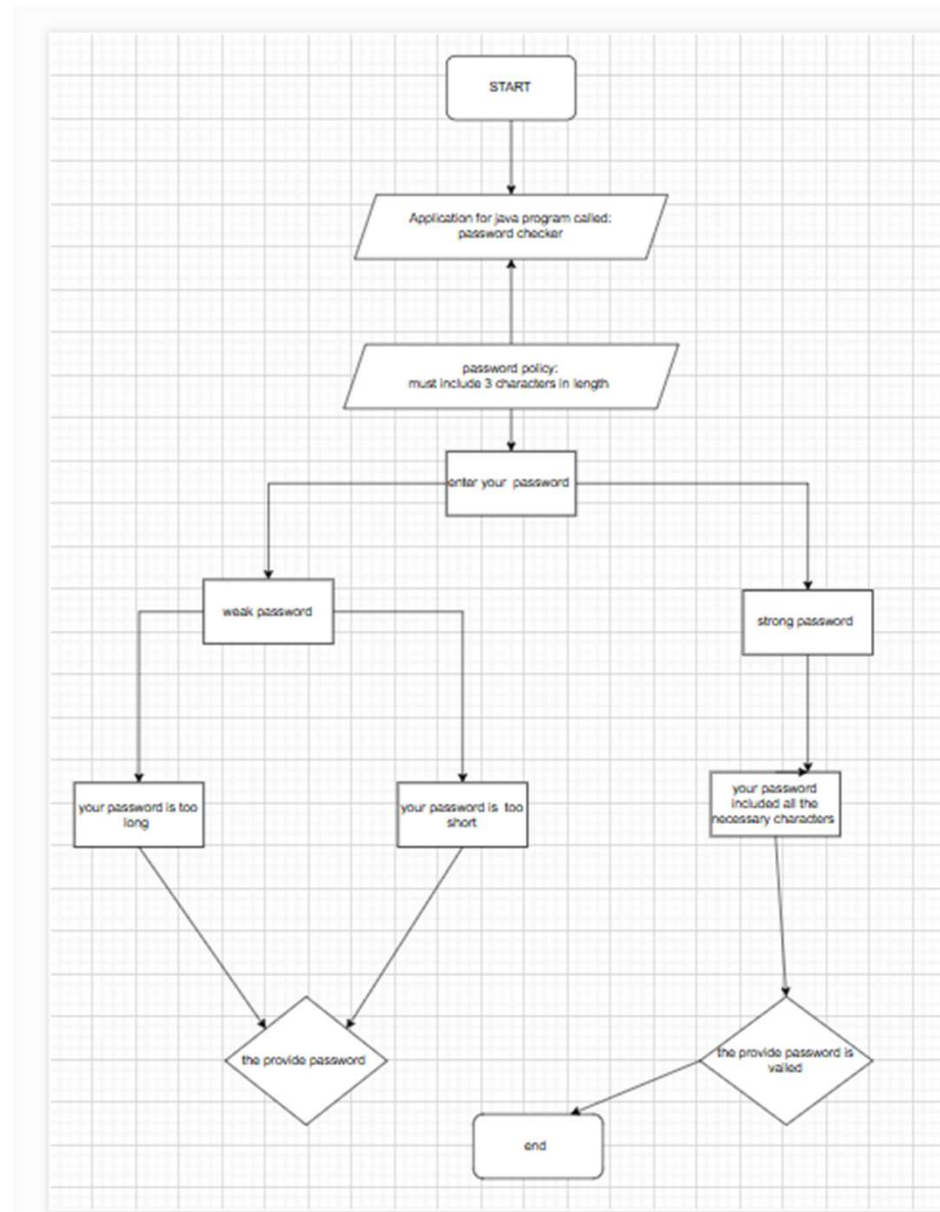 START
Application for java program called:
password checker
password policy:
must include 3 characters in length
enter your password
weak password
strong password
your password is too
long
your password is too
short
your password
included all the
necessary characters
the provide password
the provide password is
vailed
end